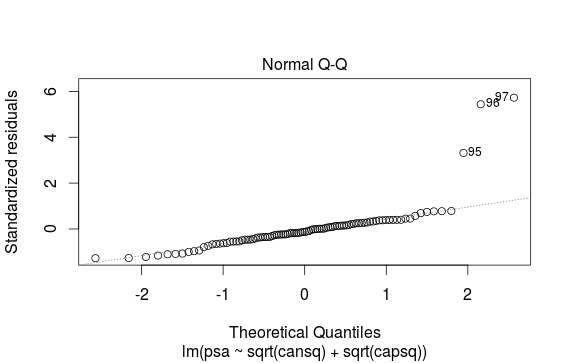 Normal Q-Q
Standardized residuals
6
4
2
0
97
96
95
-2 -1 0 1 2
Theoretical Quantiles
lm(psa ~ sqrt(cansq) + sqrt(capsq))